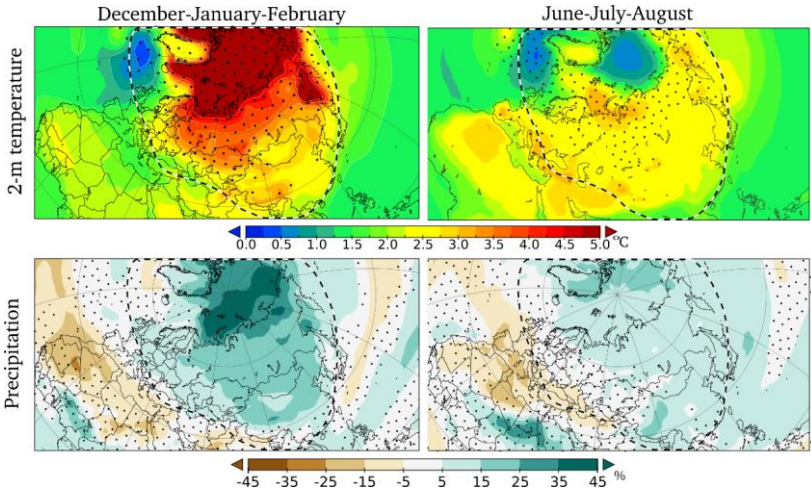 December-January-February
June-July-August
2-m temperature
0.0 0.5 1.0 1.5 2.0 2.5 3.0 3.5 4.0 4.5 5.0 °C
Precipitation
-45 -35 -25 -15 -5 5 15 25 35 45 %